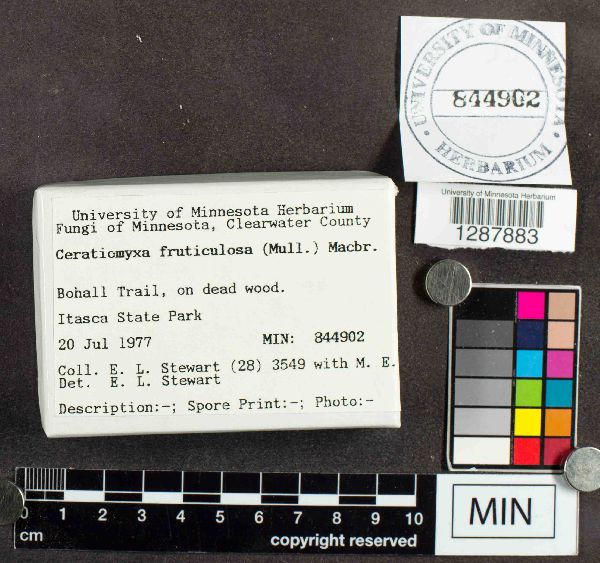 UNIVERSITY OF MINNESOTA
844902
HERBARIUM
University of Minnesota Herbarium
1287883
University of Minnesota Herbarium
Fungi of Minnesota, Clearwater County
Ceratiomyxa fruticulosa (Mull.) Macbr.
Bohall Trail, on dead wood.
Itasca State Park
20 Jul 1977 MIN: 844902
Coll. E. L. Stewart (28) 3549 with M. E.
Det. E. L. Stewart
Description:-; Spore Print:-; Photo:-
0 1 2 3 4 5 6 7 8 9 10
cm copyright reserved
MIN